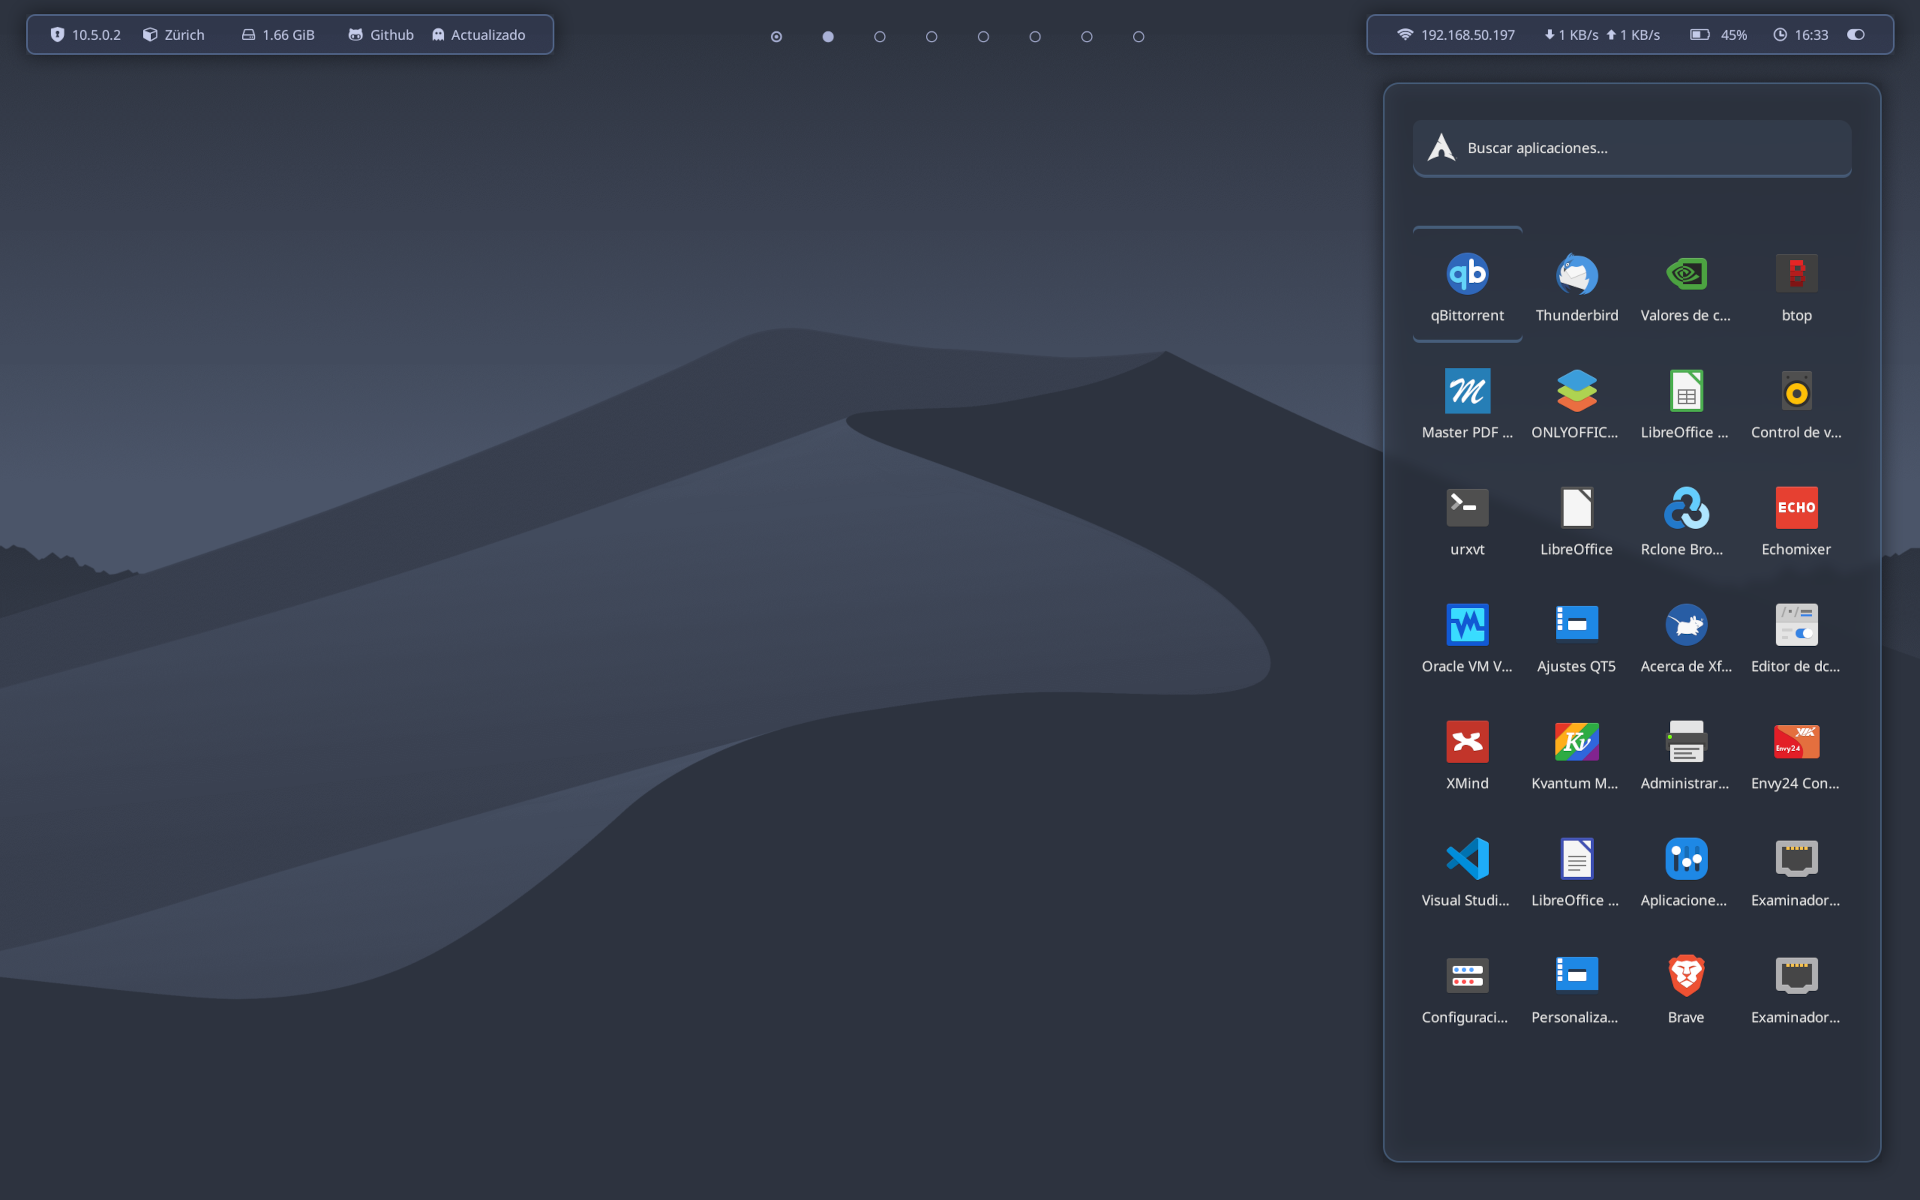 10.5.0.2 Zürich 1.66 GiB Github Actualizado
192.168.50.197 1 KB/s 1 KB/s 45% 16:33
Buscar aplicaciones...
qb
qBittorrent Thunderbird Valores de c... btop
Master PDF ... ONLYOFFIC... LibreOffice ... Control de v...
ECHO
urxvt LibreOffice Rclone Bro... Echomixer
Oracle VM V... Ajustes QT5 Acerca de Xf... Editor de dc...
Kv
Envy24
XMind Kvantum M... Administrar... Envy24 Con...
Visual Studi... LibreOffice ... Aplicacione... Examinador...
Configuraci... Personaliza... Brave Examinador...